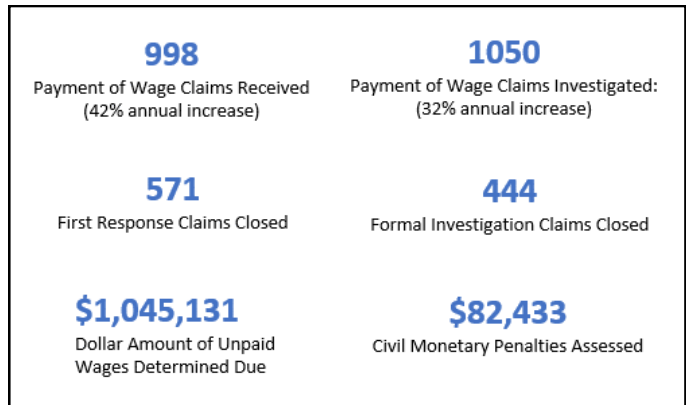 998
Payment of Wage Claims Received
(42% annual increase)
1050
Payment of Wage Claims Investigated:
(32% annual increase)
571
First Response Claims Closed
444
Formal Investigation Claims Closed
$1,045,131
Dollar Amount of Unpaid
Wages Determined Due
$82,433
Civil Monetary Penalties Assessed